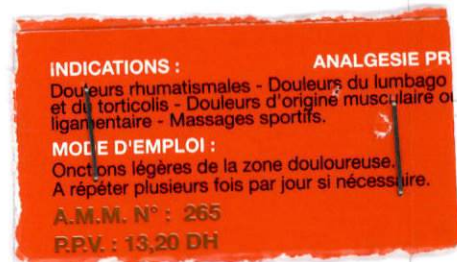 INDICATIONS : ANALGESIE PR
Douleurs rhumatismales - Douleurs du lumbago
et du torticolis - Douleurs d'origine musculaire ou
ligamentaire - Massages sportifs.
MODE D'EMPLOI :
Onctions légères de la zone douloureuse.
A répéter plusieurs fois par jour si nécessaire.
A.M.M. N° : 265
P.P.V. : 13,20 DH